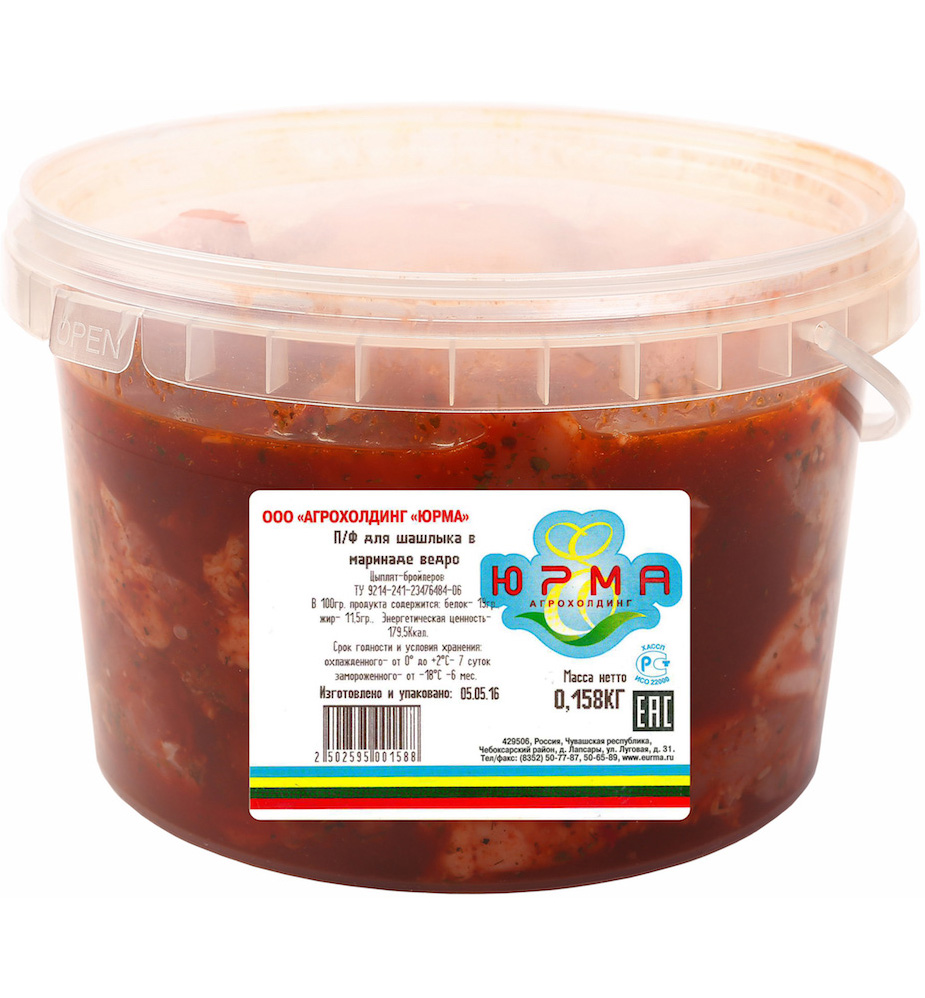 OPEN
ООО «АГРОХОЛДИНГ «ЮРМА»
П/Ф для шашлыка в
маринаде ведро
Цыплят-бройлеров
ТУ 9214-241-23476484-06
В 100гр. продукта содержится: белок- 19гр.
жир- 11,5гр., Энергетическая ценность-
179,5Ккал.
Срок годности и условия хранения:
охлажденного- от 0° до +2°С- 7 суток
замороженного- от -18°С -6 мес.
Изготовлено и упаковано: 05.05.16
2 502595 001588
ЮРМА
АГРОХОЛДИНГ
ХАССП
РС
ИСО 22000
Масса нетто
0,158КГ
ЕАС
429506, Россия, Чувашская республика,
Чебоксарский район, д. Лапсары, ул. Луговая, д. 31.
Тел/факс: (8352) 50-77-87, 50-65-89, www.eurma.ru